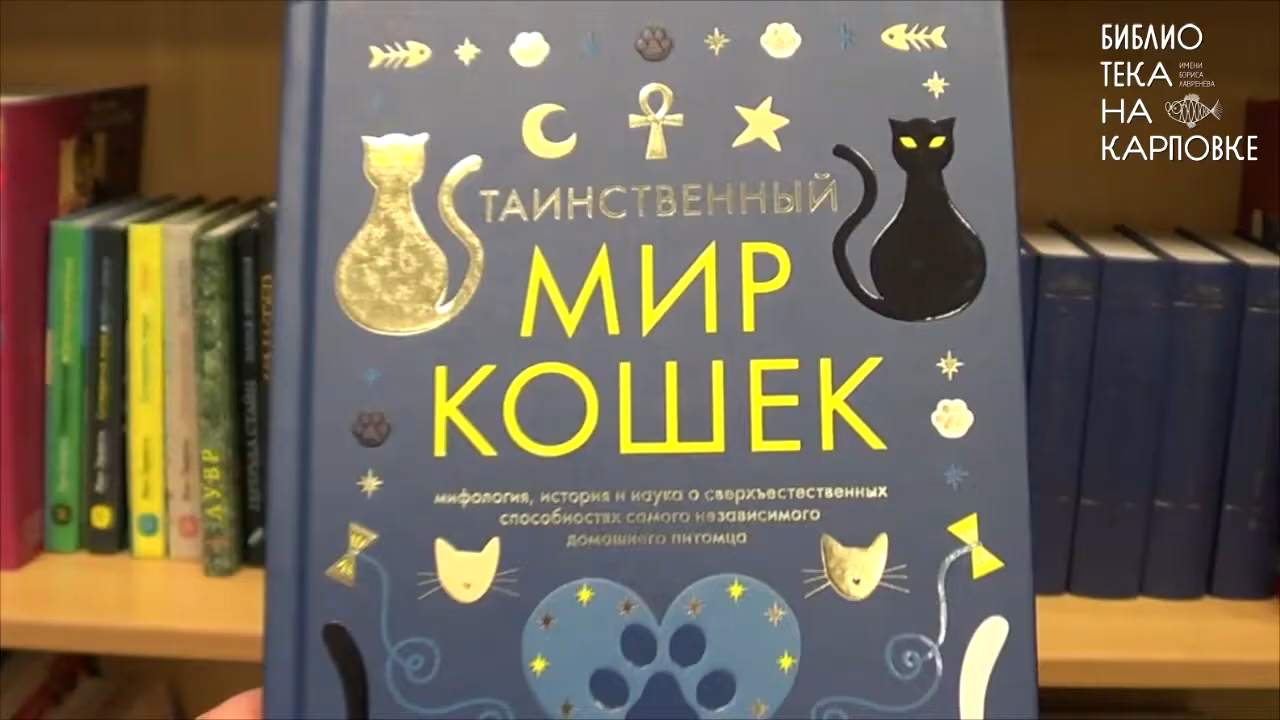 БИБЛИО
ТЕКА
ИМЕНИ
БОРИСА
ЛАВРЕНЁВА
НА
КАРПОВКЕ
ТАИНСТВЕННЫЙ
МИР
КОШЕК
мифология, история и наука о сверхъестественных
способностях самого независимого
домашнего питомца
ЛУВР